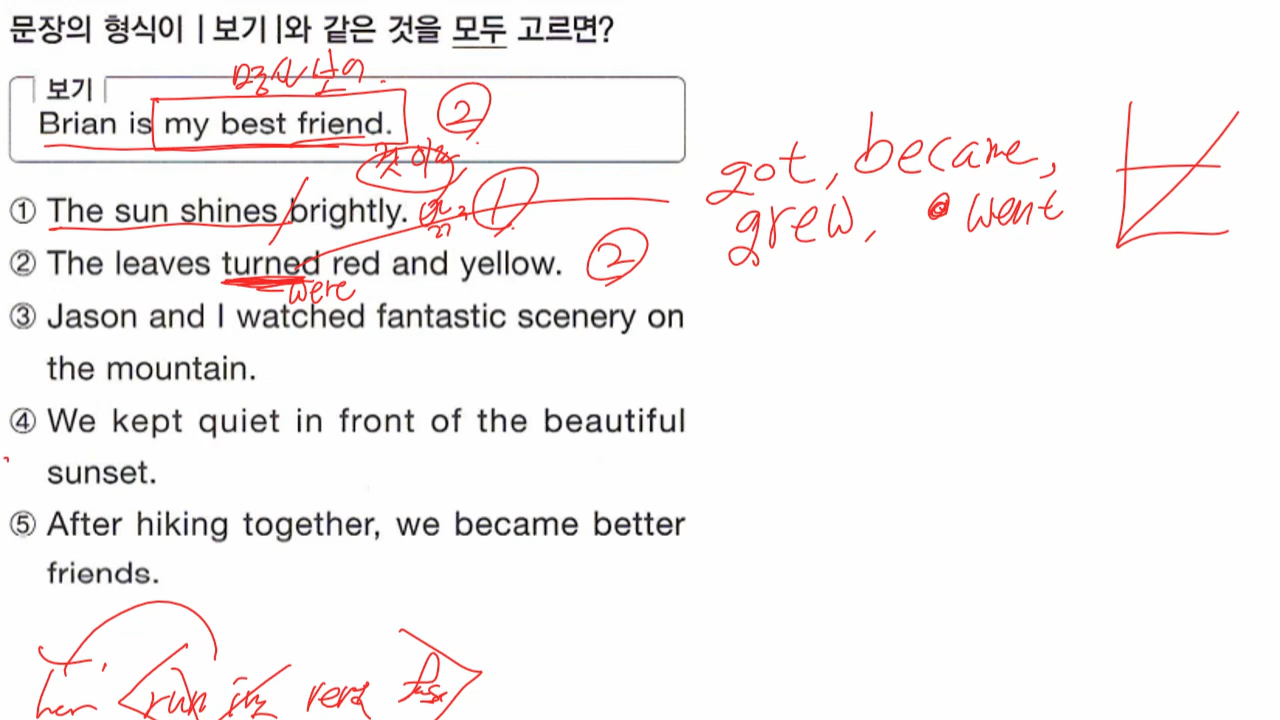 문장의 형식이 | 보기 |와 같은 것을 모두 고르면?
명사 보어
보기
Brian is my best friend. ②
got, became,
① The sun shines brightly. ①
grew, went
② The leaves turned red and yellow. ②
were
③ Jason and I watched fantastic scenery on
the mountain.
④ We kept quiet in front of the beautiful
sunset.
⑤ After hiking together, we became better
friends.
run